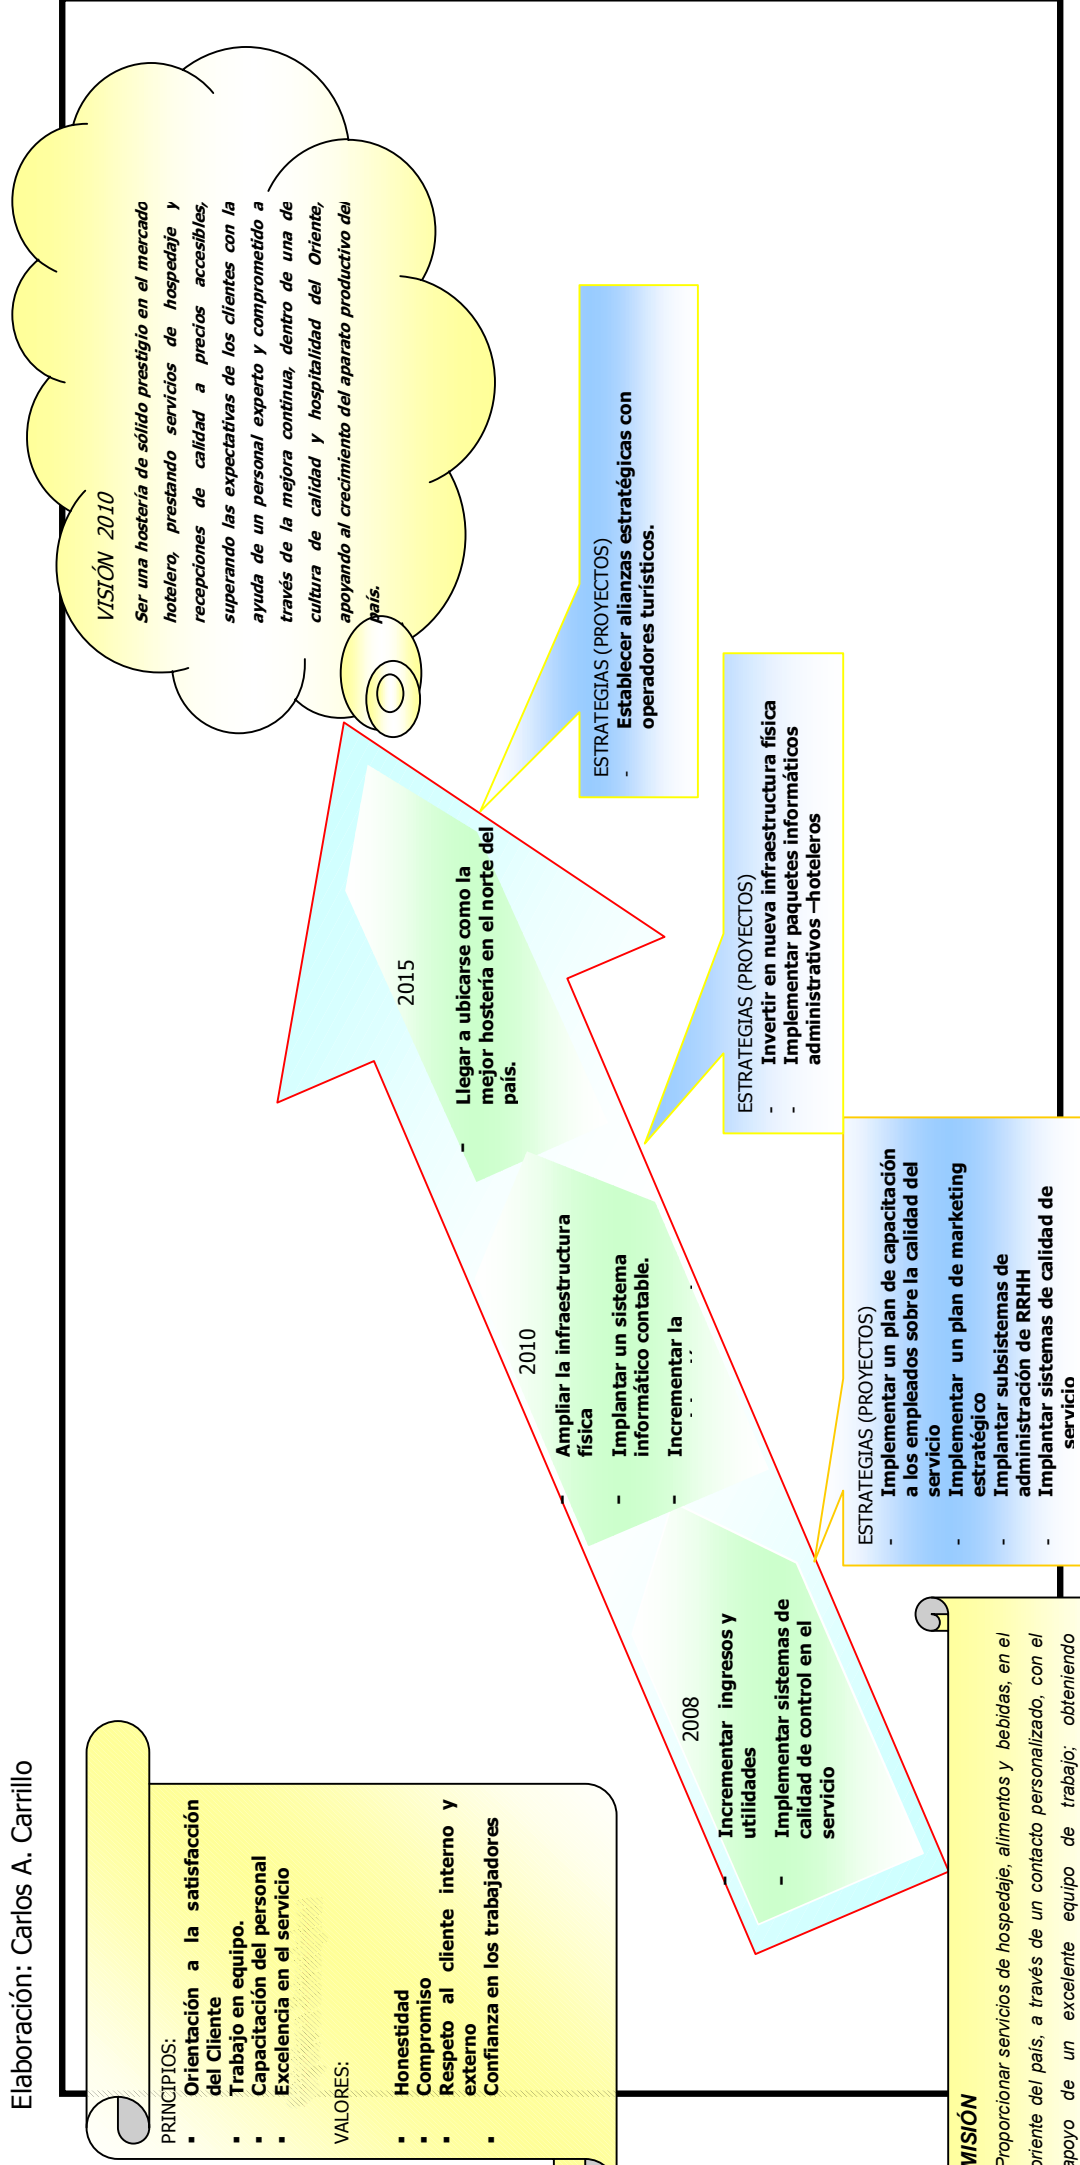 Elaboración: Carlos A. Carrillo
PRINCIPIOS:
▪ Orientación a la satisfacción
del Cliente
▪ Trabajo en equipo.
▪ Capacitación del personal
▪ Excelencia en el servicio
VALORES:
▪ Honestidad
▪ Compromiso
▪ Respeto al cliente interno y
externo
▪ Confianza en los trabajadores
VISIÓN 2010
Ser una hostería de sólido prestigio en el mercado
hotelero, prestando servicios de hospedaje y
recepciones de calidad a precios accesibles,
superando las expectativas de los clientes con la
ayuda de un personal experto y comprometido a
través de la mejora continua, dentro de una de
cultura de calidad y hospitalidad del Oriente,
apoyando al crecimiento del aparato productivo del
país.
2015
- Llegar a ubicarse como la
mejor hostería en el norte del
país.
2010
- Ampliar la infraestructura
física
- Implantar un sistema
informático contable.
- Incrementar la
2008
- Incrementar ingresos y
utilidades
- Implementar sistemas de
calidad de control en el
servicio
ESTRATEGIAS (PROYECTOS)
- Establecer alianzas estratégicas con
operadores turísticos.
ESTRATEGIAS (PROYECTOS)
- Invertir en nueva infraestructura física
- Implementar paquetes informáticos
administrativos –hoteleros
ESTRATEGIAS (PROYECTOS)
- Implementar un plan de capacitación
a los empleados sobre la calidad del
servicio
- Implementar un plan de marketing
estratégico
- Implantar subsistemas de
administración de RRHH
- Implantar sistemas de calidad de
servicio
MISIÓN
Proporcionar servicios de hospedaje, alimentos y bebidas, en el
oriente del país, a través de un contacto personalizado, con el
apoyo de un excelente equipo de trabajo; obteniendo